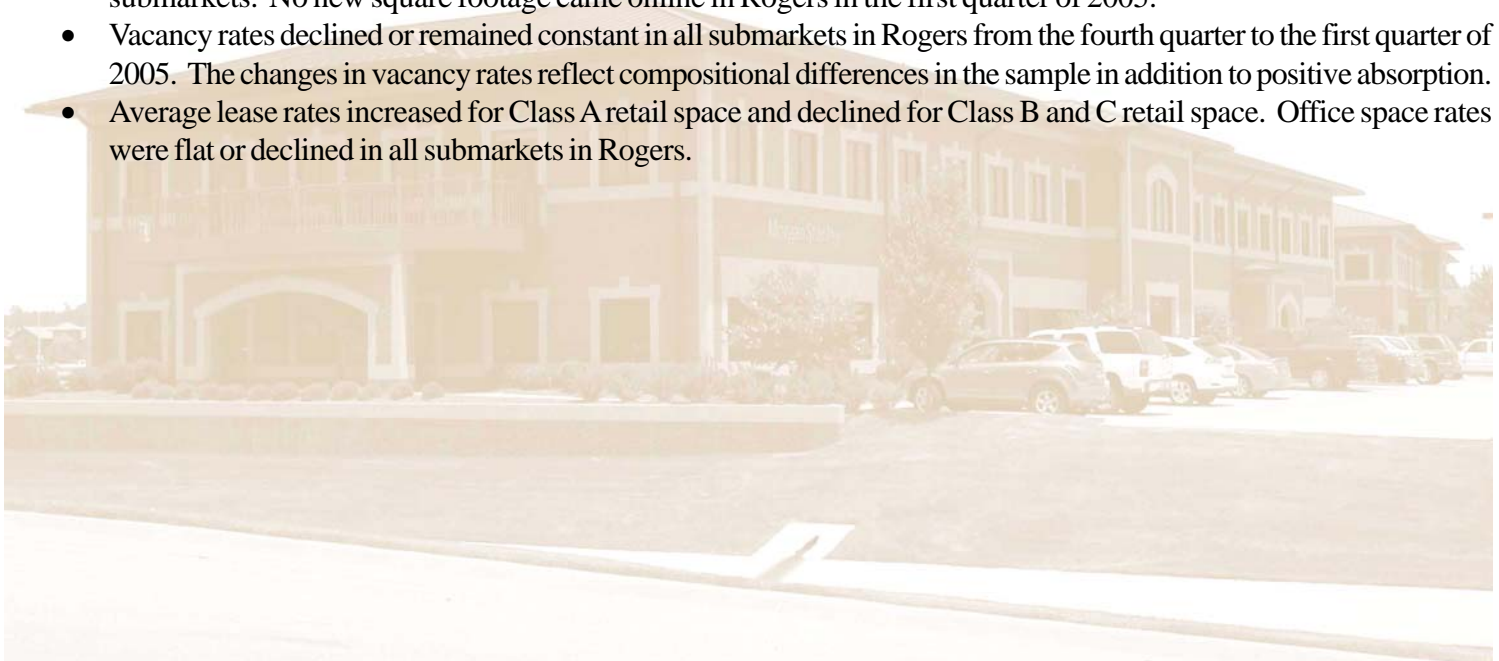 submarkets. No new square footage came online in Rogers in the first quarter of 2005.
• Vacancy rates declined or remained constant in all submarkets in Rogers from the fourth quarter to the first quarter of
2005. The changes in vacancy rates reflect compositional differences in the sample in addition to positive absorption.
• Average lease rates increased for Class A retail space and declined for Class B and C retail space. Office space rates
were flat or declined in all submarkets in Rogers.